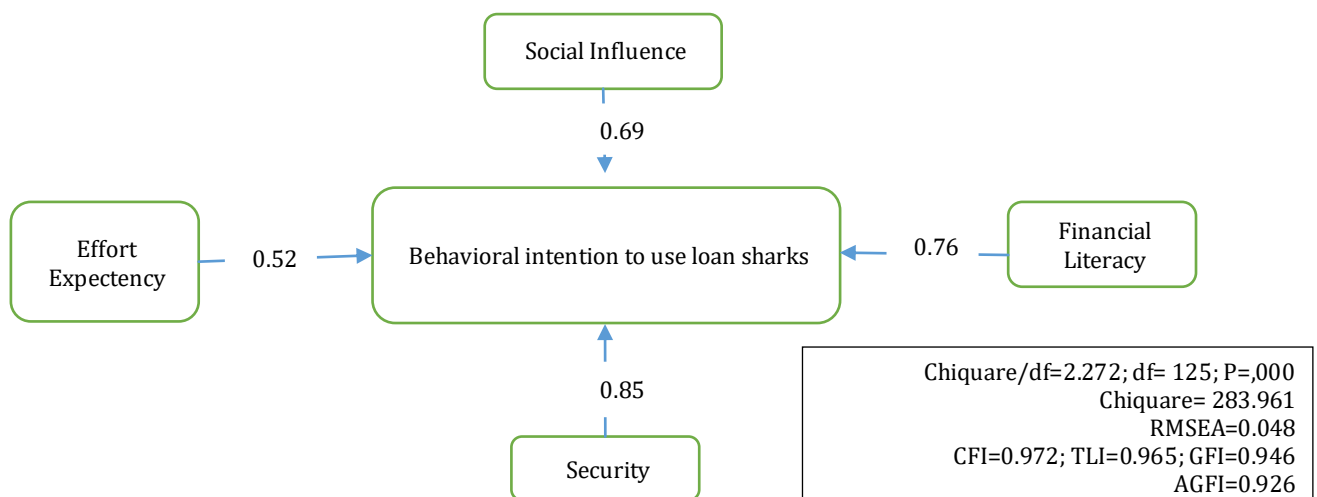 Social Influence
0.69
Effort
Expectency
0.52
Behavioral intention to use loan sharks
0.76
Financial
Literacy
0.85
Security
Chiquare/df=2.272; df= 125; P=,000
Chiquare= 283.961
RMSEA=0.048
CFI=0.972; TLI=0.965; GFI=0.946
AGFI=0.926